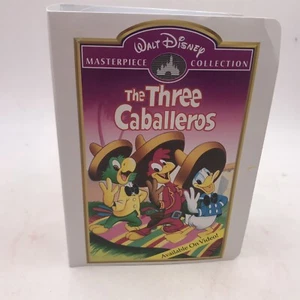 WALT DISNEY
MASTERPIECE COLLECTION
The Three
Caballeros
Available On Video!